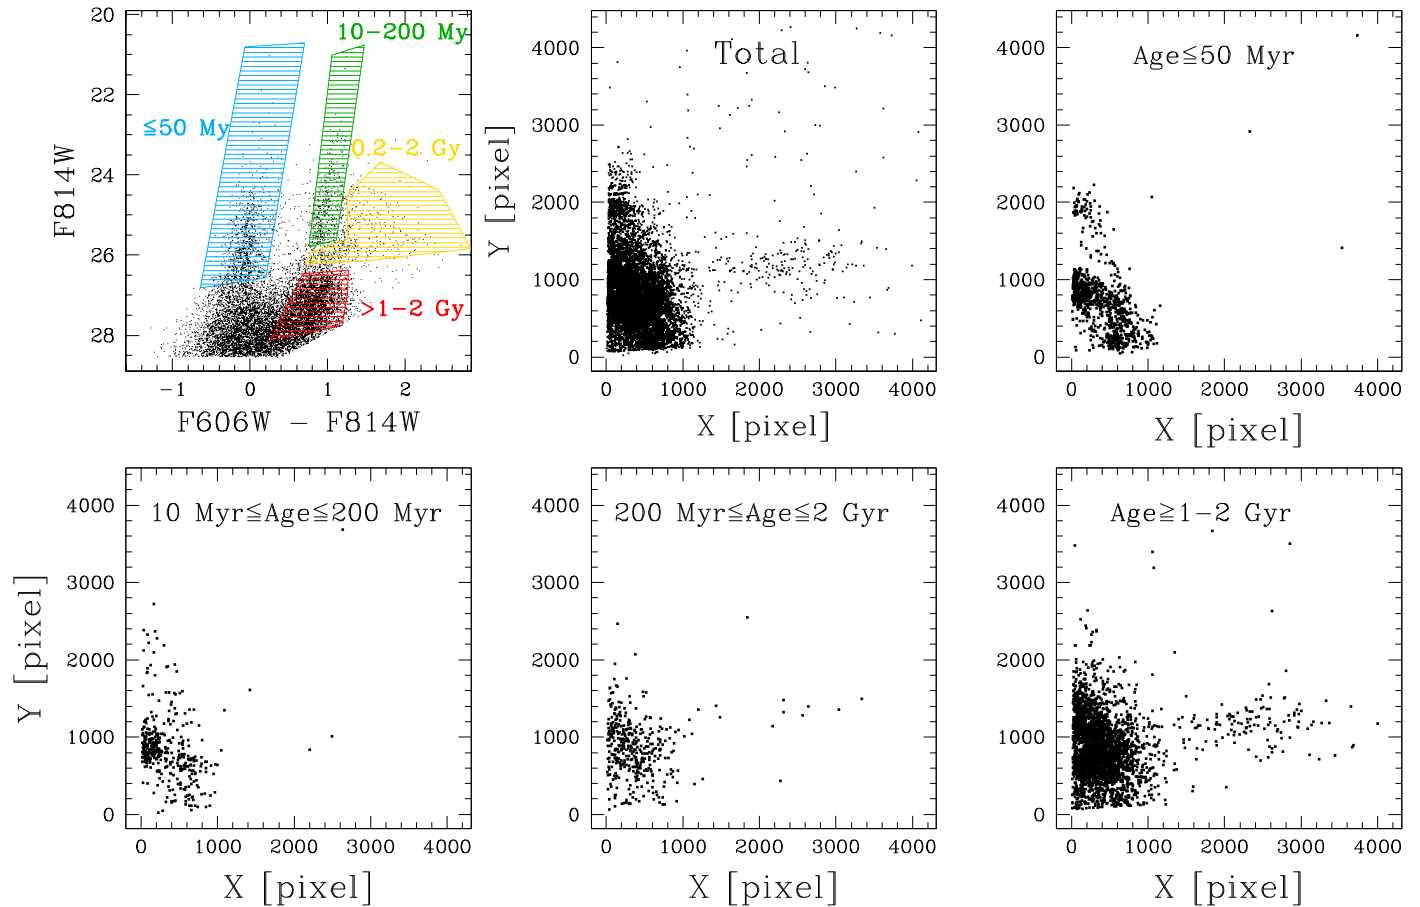 20
22
24
26
28
F814W
10−200 My
≦50 My
0.2−2 Gy
>1−2 Gy
−1 0 1 2
F606W − F814W
4000
3000
2000
1000
0
Y [pixel]
Total
0 1000 2000 3000 4000
X [pixel]
4000
3000
2000
1000
0
Age≦50 Myr
0 1000 2000 3000 4000
X [pixel]
4000
3000
2000
1000
0
Y [pixel]
10 Myr≦Age≦200 Myr
0 1000 2000 3000 4000
X [pixel]
4000
3000
2000
1000
0
200 Myr≦Age≦2 Gyr
0 1000 2000 3000 4000
X [pixel]
4000
3000
2000
1000
0
Age≧1−2 Gyr
0 1000 2000 3000 4000
X [pixel]